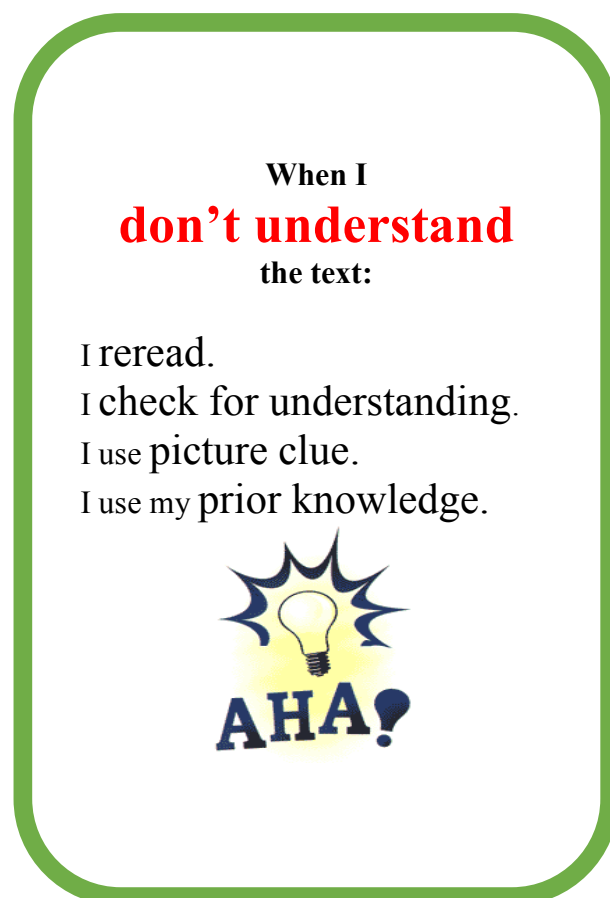 When I
don’t understand
the text:
I reread.
I check for understanding.
I use picture clue.
I use my prior knowledge.
AHA!